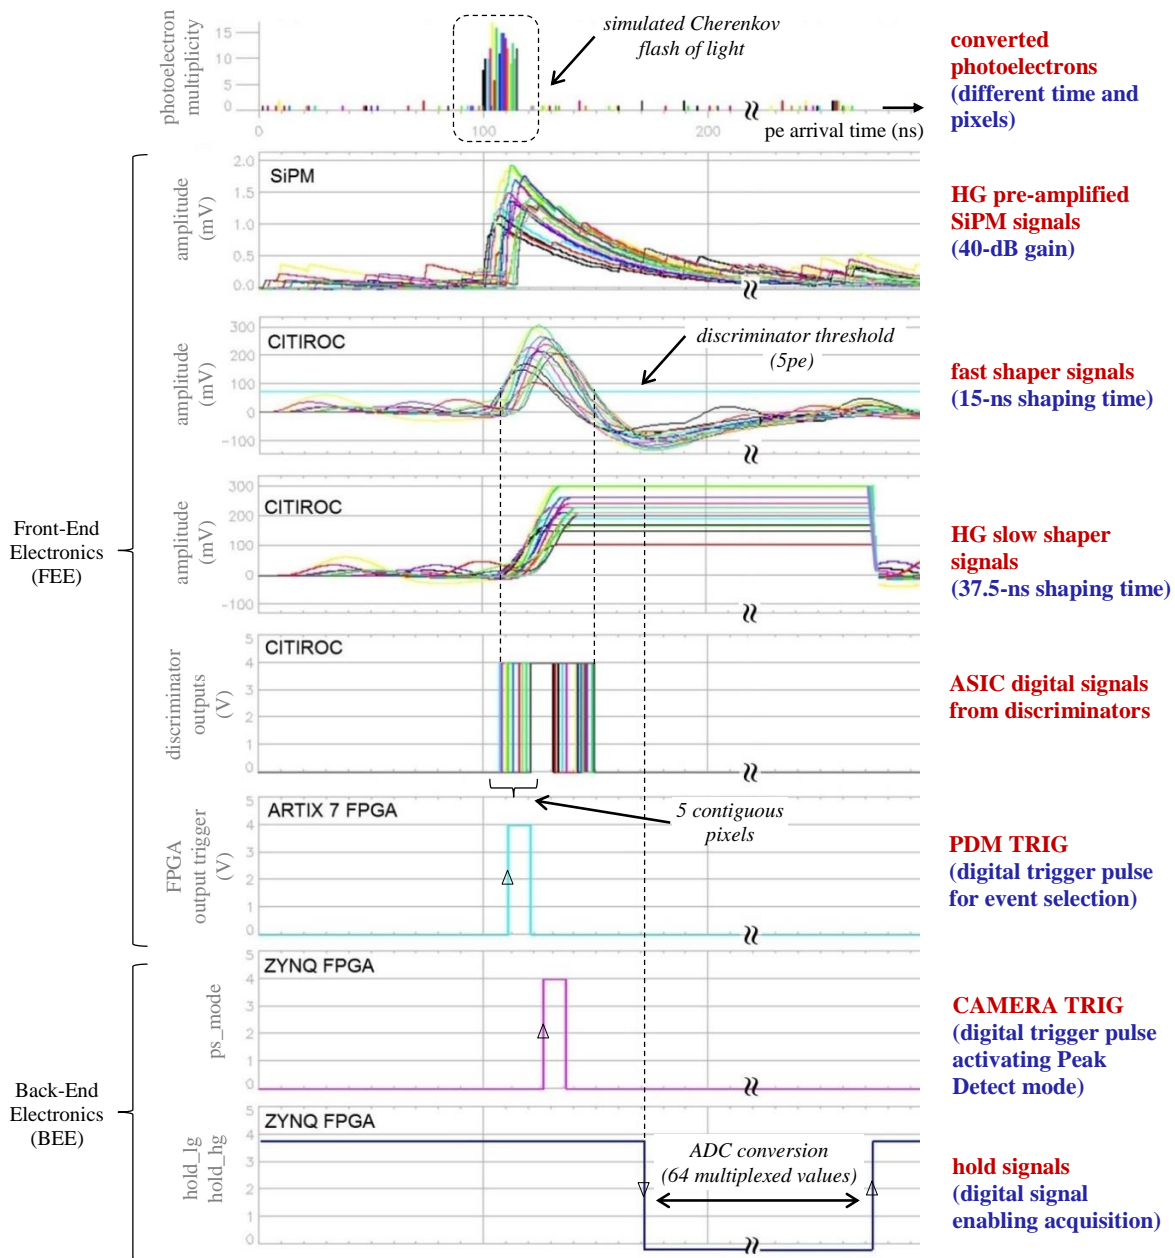 photoelectron
multiplicity
15
10
5
0
simulated Cherenkov
flash of light
0
100
200
pe arrival time (ns)
converted
photoelectrons
(different time and
pixels)
Front-End
Electronics
(FEE)
amplitude
(mV)
2.0
1.5
1.0
0.5
0.0
SiPM
HG pre-amplified
SiPM signals
(40-dB gain)
amplitude
(mV)
300
200
100
0
-100
CITIROC
discriminator threshold
(5pe)
fast shaper signals
(15-ns shaping time)
amplitude
(mV)
300
200
100
0
-100
CITIROC
HG slow shaper
signals
(37.5-ns shaping time)
discriminator
outputs
(V)
5
4
3
2
1
0
CITIROC
ASIC digital signals
from discriminators
5 contiguous
pixels
FPGA
output trigger
(V)
5
4
3
2
1
0
ARTIX 7 FPGA
PDM TRIG
(digital trigger pulse
for event selection)
Back-End
Electronics
(BEE)
ps_mode
5
4
3
2
1
0
ZYNQ FPGA
CAMERA TRIG
(digital trigger pulse
activating Peak
Detect mode)
hold_lg
hold_hg
5
4
3
2
1
0
ZYNQ FPGA
ADC conversion
(64 multiplexed values)
hold signals
(digital signal
enabling acquisition)